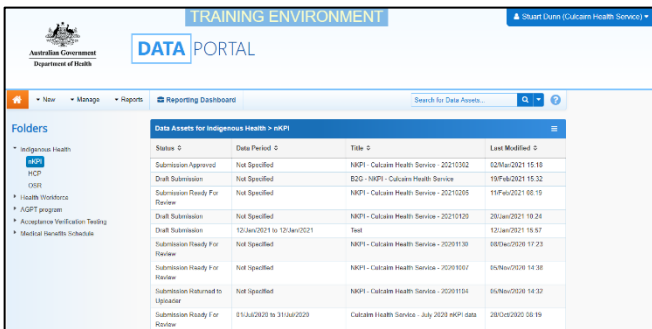 TRAINING ENVIRONMENT
Stuart Dunn (Culcairn Health Service)
Australian Government
Department of Health
DATA PORTAL
New Manage Reports Reporting Dashboard Search for Data Assets... ?
Folders
Data Assets for Indigenous Health > nKPI
Indigenous Health
nKPI
HCP
OSR
Health Workforce
AGPT program
Acceptance Verification Testing
Medical Benefits Schedule
Status Data Period Title Last Modified
Submission Approved Not Specified NKPI - Culcairn Health Service - 20210302 02/Mar/2021 15:18
Draft Submission Not Specified B2G - NKPI - Culcairn Health Service 19/Feb/2021 15:32
Submission Ready For Review Not Specified NKPI - Culcairn Health Service - 20210205 11/Feb/2021 08:15
Draft Submission Not Specified NKPI - Culcairn Health Service - 20210120 20/Jan/2021 10:24
Draft Submission 12/Jan/2021 to 12/Jan/2021 Test 12/Jan/2021 15:57
Submission Ready For Review Not Specified NKPI - Culcairn Health Service - 20201130 08/Dec/2020 17:23
Submission Ready For Review Not Specified NKPI - Culcairn Health Service - 20201007 05/Nov/2020 14:38
Submission Returned to Uploader Not Specified NKPI - Culcairn Health Service - 20201104 05/Nov/2020 14:32
Submission Ready For Review 01/Jul/2020 to 31/Jul/2020 Culcairn Health Service - July 2020 nKPI data 28/Oct/2020 08:19